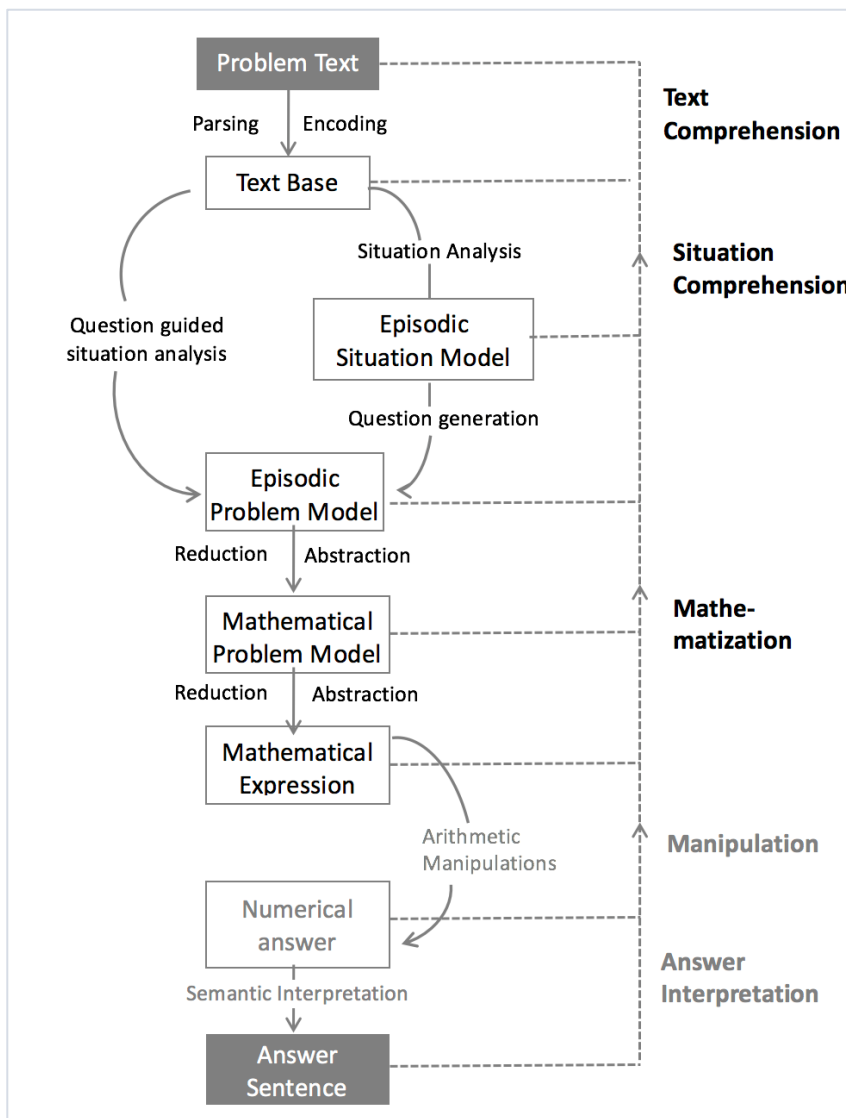 Problem Text
Text
Comprehension
Parsing
Encoding
Text Base
Situation Analysis
Situation
Comprehension
Episodic
Situation Model
Question guided
situation analysis
Question generation
Episodic
Problem Model
Reduction
Abstraction
Mathematical
Problem Model
Mathe-
matization
Reduction
Abstraction
Mathematical
Expression
Arithmetic
Manipulations
Manipulation
Numerical
answer
Answer
Interpretation
Semantic Interpretation
Answer
Sentence